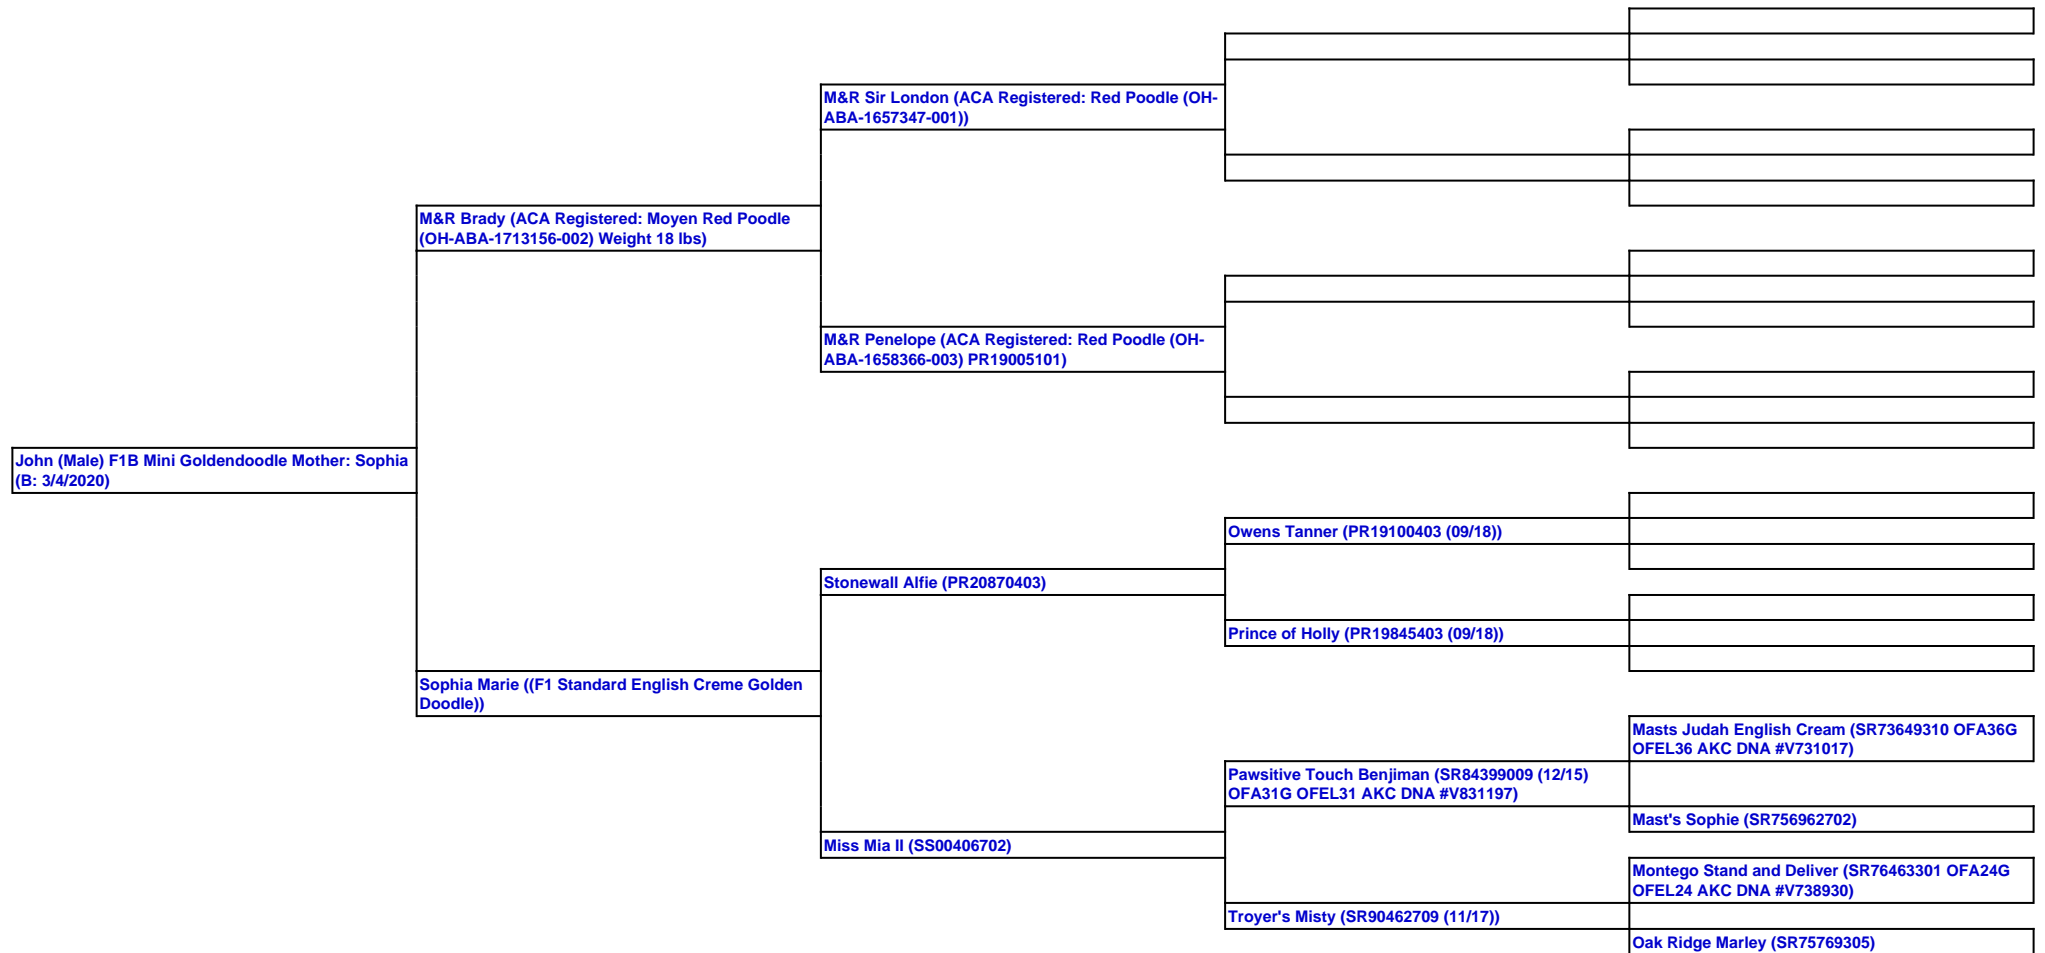 M&R Sir London (ACA Registered: Red Poodle (OH-
ABA-1657347-001))
M&R Brady (ACA Registered: Moyen Red Poodle
(OH-ABA-1713156-002) Weight 18 lbs)
M&R Penelope (ACA Registered: Red Poodle (OH-
ABA-1658366-003) PR19005101)
John (Male) F1B Mini Goldendoodle Mother: Sophia
(B: 3/4/2020)
Owens Tanner (PR19100403 (09/18))
Stonewall Alfie (PR20870403)
Prince of Holly (PR19845403 (09/18))
Sophia Marie ((F1 Standard English Creme Golden
Doodle))
Masts Judah English Cream (SR73649310 OFA36G
OFEL36 AKC DNA #V731017)
Pawsitive Touch Benjiman (SR84399009 (12/15)
OFA31G OFEL31 AKC DNA #V831197)
Mast's Sophie (SR756962702)
Miss Mia II (SS00406702)
Montego Stand and Deliver (SR76463301 OFA24G
OFEL24 AKC DNA #V738930)
Troyer's Misty (SR90462709 (11/17))
Oak Ridge Marley (SR75769305)